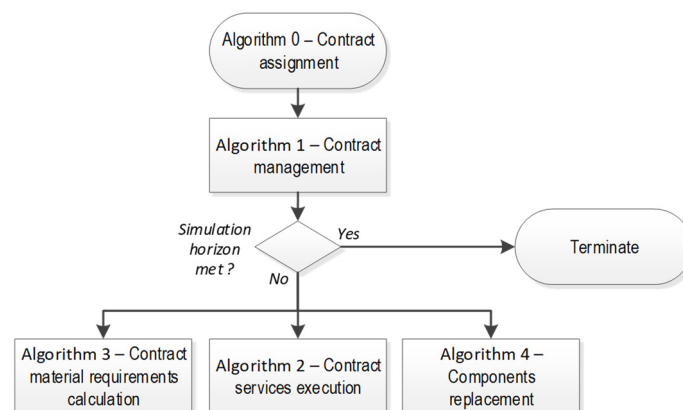 Algorithm 0 – Contract
assignment
Algorithm 1 – Contract
management
Simulation
horizon
met ?
Yes
Terminate
No
Algorithm 3 – Contract
material requirements
calculation
Algorithm 2 – Contract
services execution
Algorithm 4 –
Components
replacement